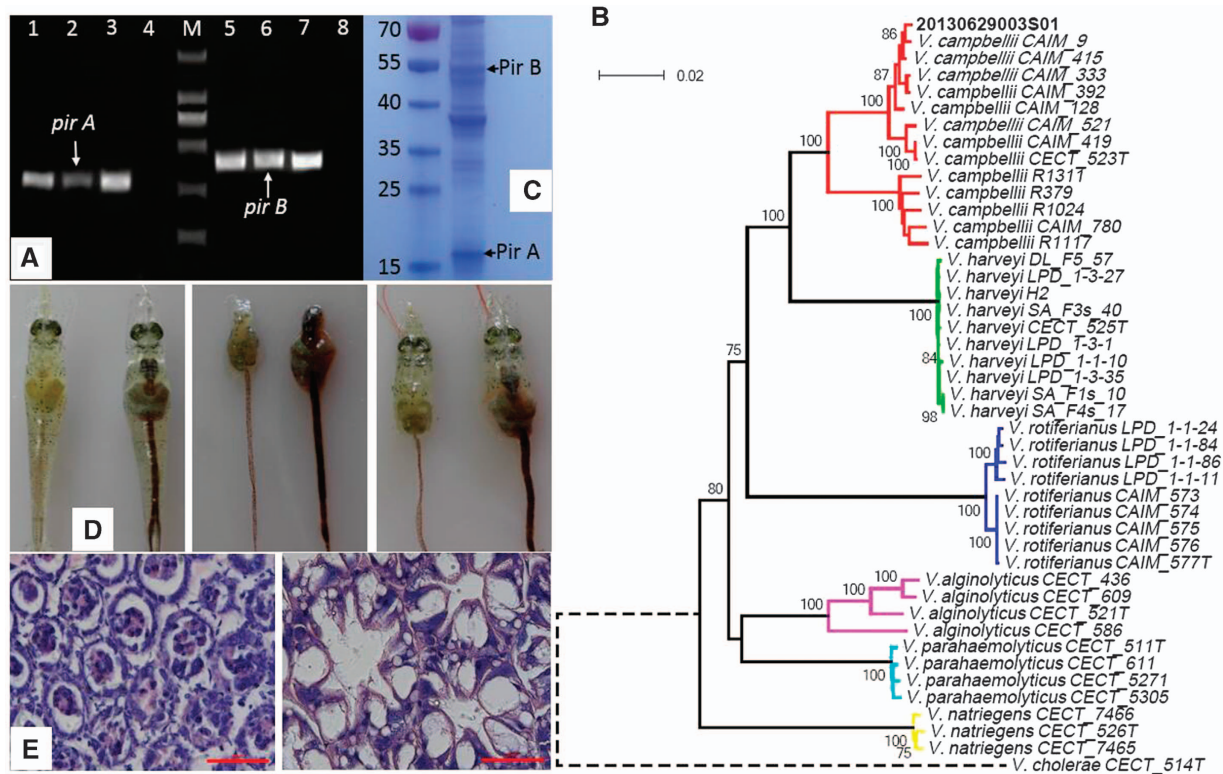 1 2 3 4 M 5 6 7 8
pir A
pir B
A
70
55
40
35
25
15
Pir B
Pir A
C
D
E
B
0.02
20130629003S01
V. campbellii CAIM_9
V. campbellii CAIM_415
V. campbellii CAIM_333
V. campbellii CAIM_392
V. campbellii CAIM_128
V. campbellii CAIM_521
V. campbellii CAIM_419
V. campbellii CECT_523T
V. campbellii R131T
V. campbellii R379
V. campbellii R1024
V. campbellii CAIM_780
V. campbellii R1117
V. harveyi DL_F5_57
V. harveyi LPD_1-3-27
V. harveyi H2
V. harveyi SA_F3s_40
V. harveyi CECT_525T
V. harveyi LPD_1-3-1
V. harveyi LPD_1-1-10
V. harveyi LPD_1-3-35
V. harveyi SA_F1s_10
V. harveyi SA_F4s_17
V. rotiferianus LPD_1-1-24
V. rotiferianus LPD_1-1-84
V. rotiferianus LPD_1-1-86
V. rotiferianus LPD_1-1-11
V. rotiferianus CAIM_573
V. rotiferianus CAIM_574
V. rotiferianus CAIM_575
V. rotiferianus CAIM_576
V. rotiferianus CAIM_577T
V.alginolyticus CECT_436
V.alginolyticus CECT_609
V.alginolyticus CECT_521T
V.alginolyticus CECT_586
V. parahaemolyticus CECT_511T
V. parahaemolyticus CECT_611
V. parahaemolyticus CECT_5271
V. parahaemolyticus CECT_5305
V. natriegens CECT_7466
V. natriegens CECT_526T
V. natriegens CECT_7465
V. cholerae CECT_514T
86
87
100
100
100
100
100
100
100
84
98
75
100
100
100
80
100
100
100
100
100
75